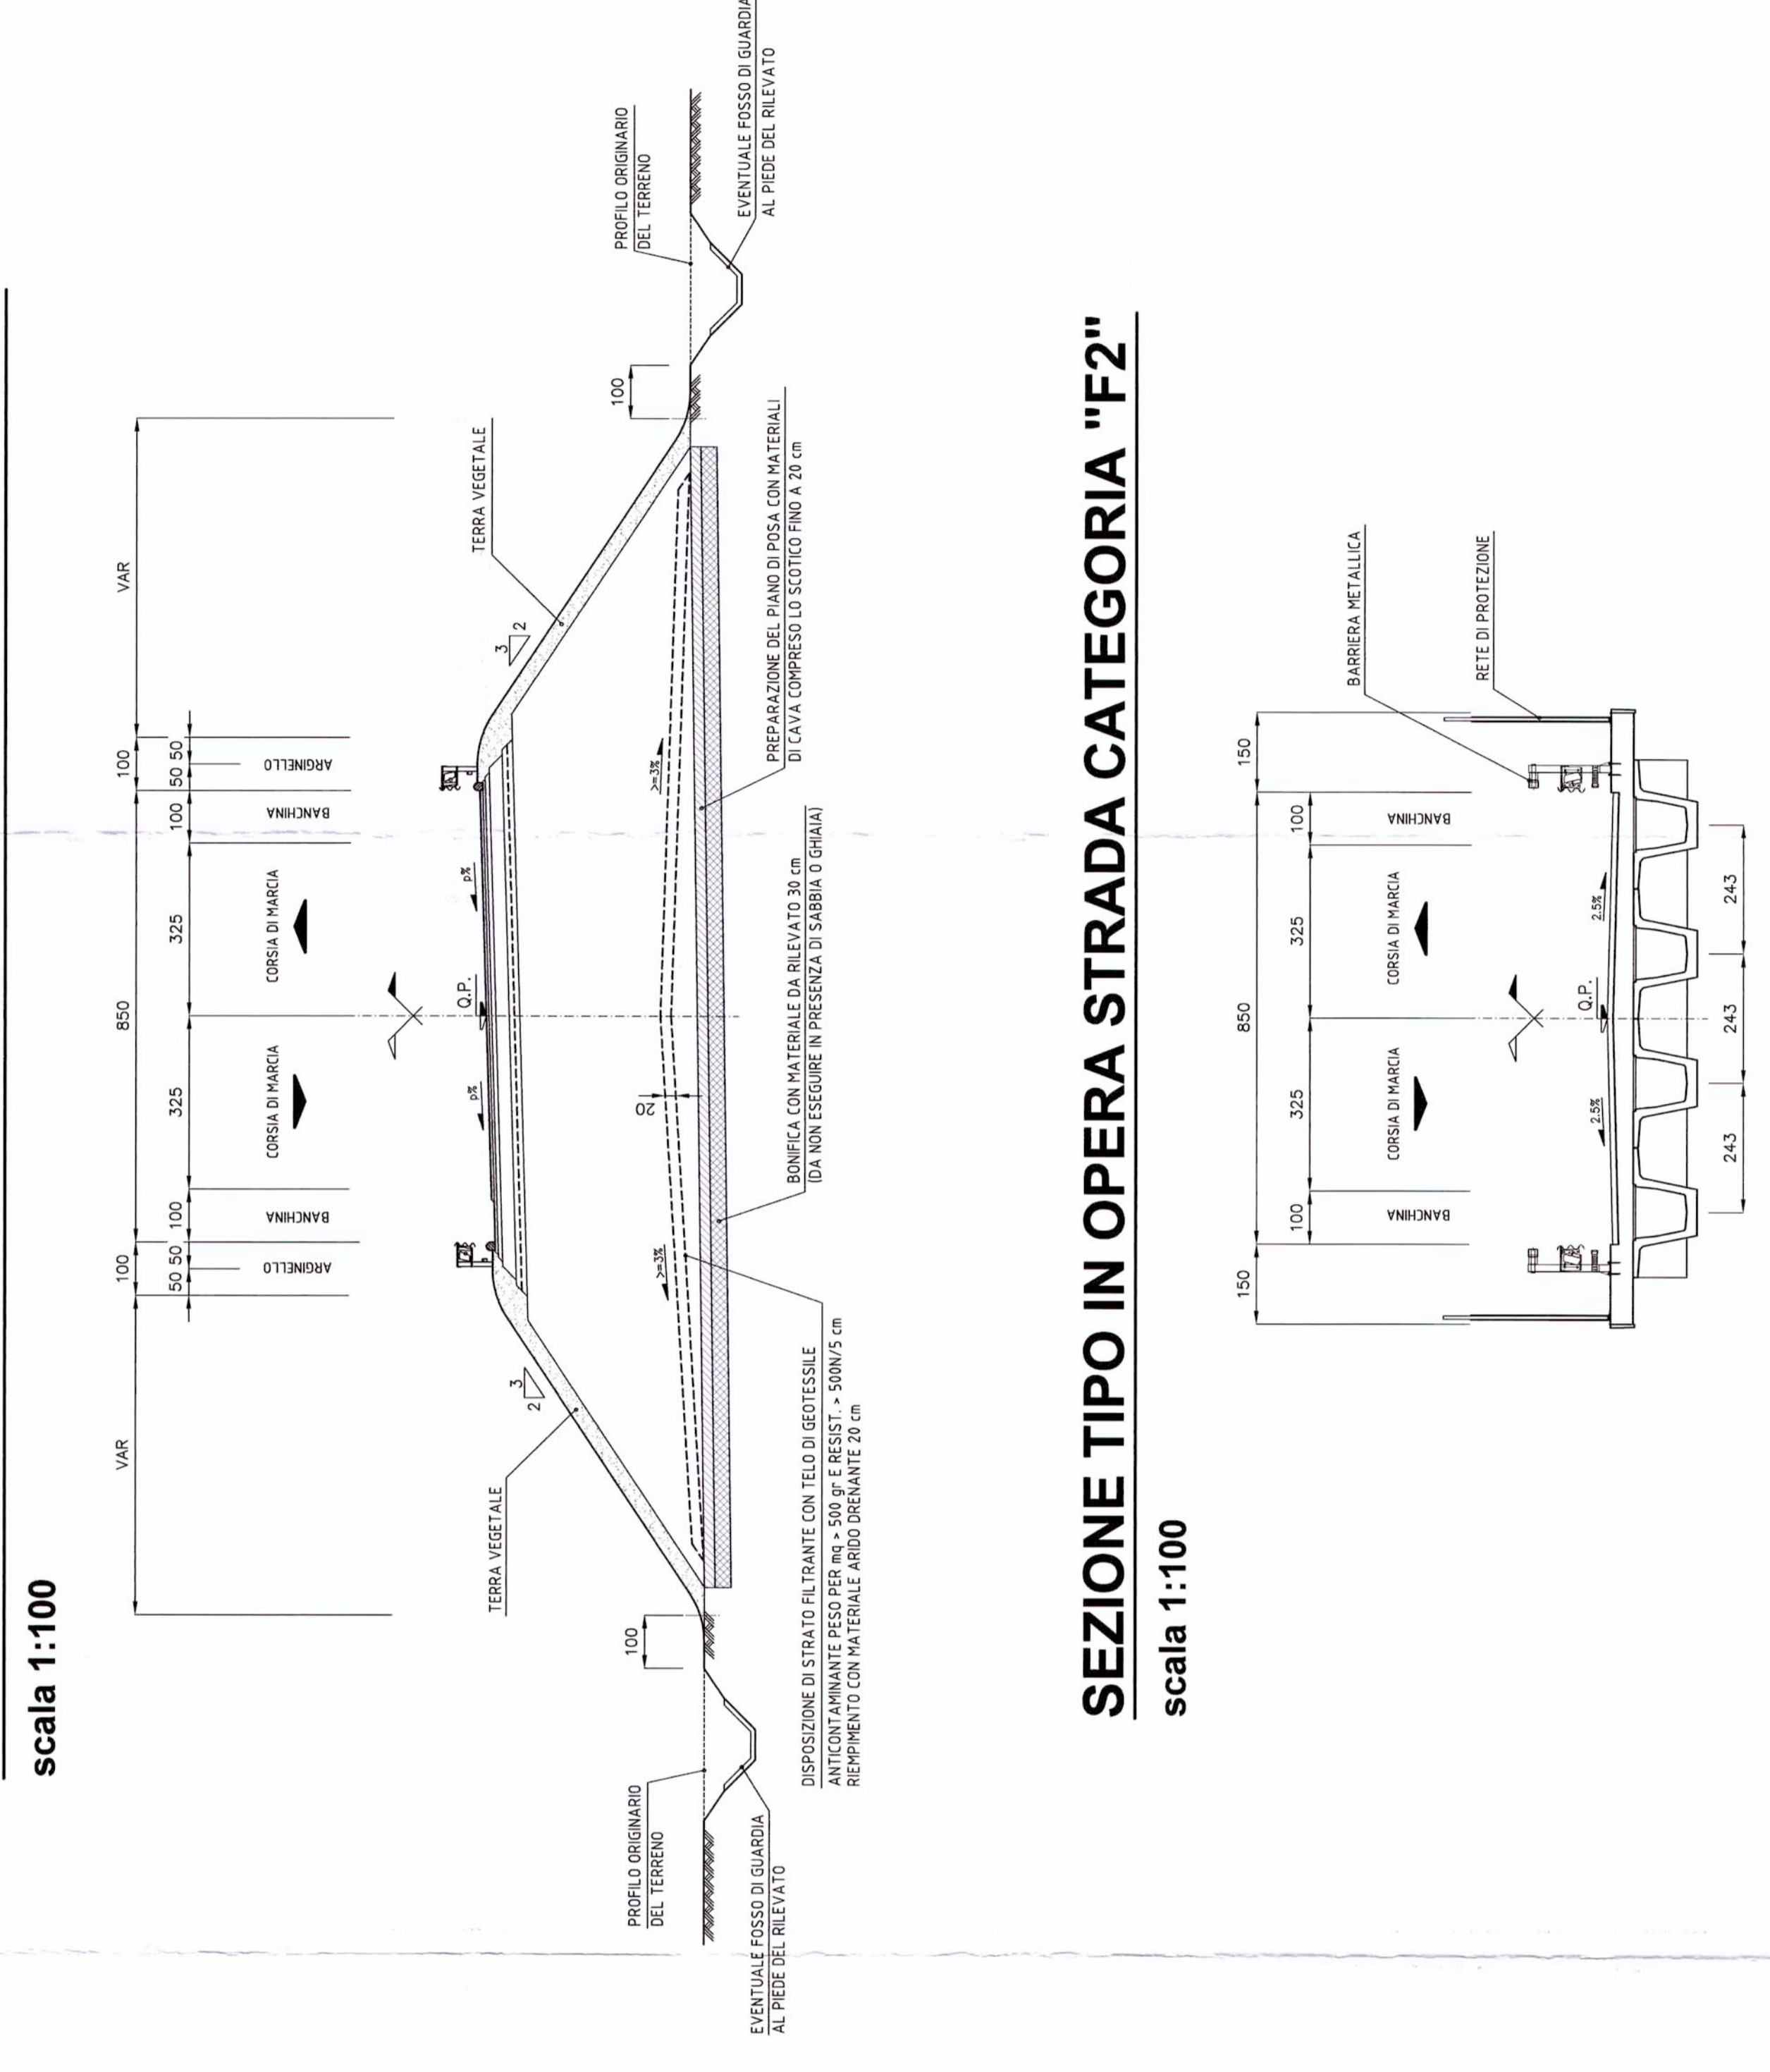 scala 1:100
VAR
100
850
100
VAR
50 50
100
325
325
100
50 50
ARGINELLO
BANCHINA
CORSIA DI MARCIA
CORSIA DI MARCIA
BANCHINA
ARGINELLO
TERRA VEGETALE
2
3
p%
Q.P.
p%
3
2
TERRA VEGETALE
PROFILO ORIGINARIO
DEL TERRENO
100
>=3%
20
>=3%
100
PROFILO ORIGINARIO
DEL TERRENO
EVENTUALE FOSSO DI GUARDIA
AL PIEDE DEL RILEVATO
EVENTUALE FOSSO DI GUARDIA
AL PIEDE DEL RILEVATO
DISPOSIZIONE DI STRATO FILTRANTE CON TELO DI GEOTESSILE
ANTICONTAMINANTE PESO PER mq > 500 gr E RESIST. > 500N/5 cm
RIEMPIMENTO CON MATERIALE ARIDO DRENANTE 20 cm
BONIFICA CON MATERIALE DA RILEVATO 30 cm
(DA NON ESEGUIRE IN PRESENZA DI SABBIA O GHIAIA)
PREPARAZIONE DEL PIANO DI POSA CON MATERIALI
DI CAVA COMPRESO LO SCOTICO FINO A 20 cm
SEZIONE TIPO IN OPERA STRADA CATEGORIA "F2"
scala 1:100
150
850
150
100
325
325
100
BANCHINA
CORSIA DI MARCIA
CORSIA DI MARCIA
BANCHINA
BARRIERA METALLICA
RETE DI PROTEZIONE
2.5%
Q.P.
2.5%
243
243
243